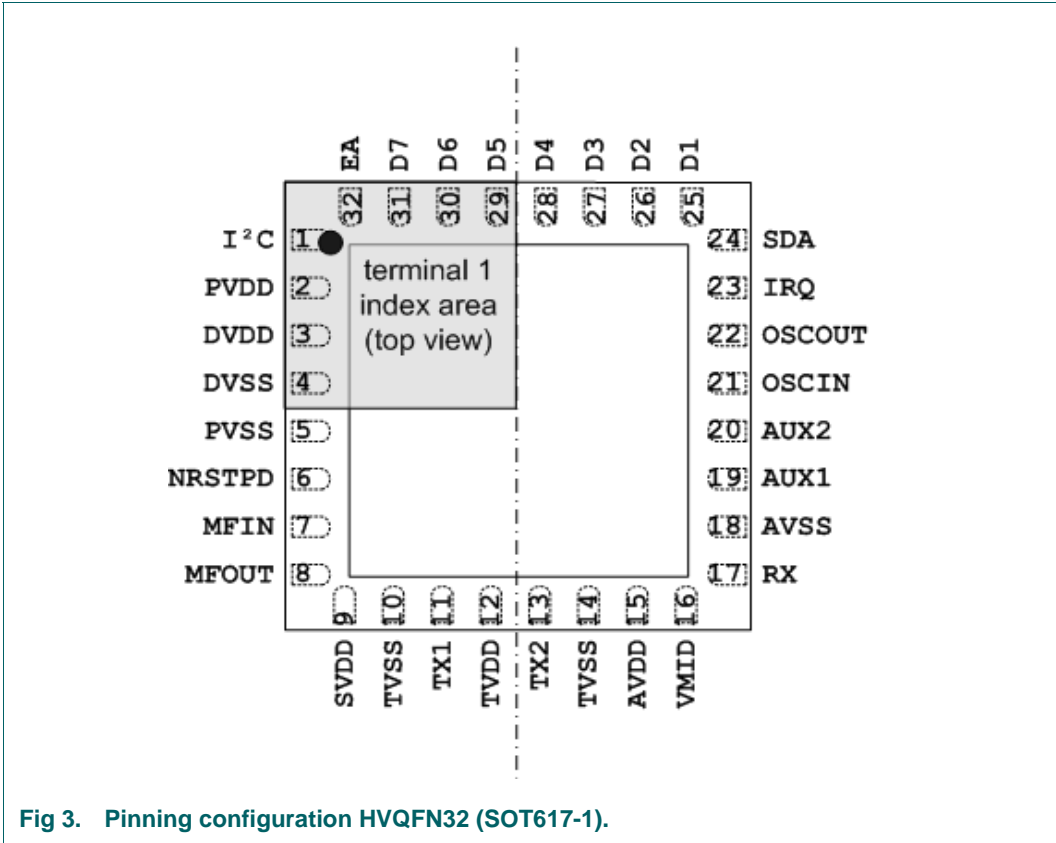 EA D7 D6 D5 D4 D3 D2 D1
32 31 30 29 28 27 26 25
I²C 1
PVDD 2
DVDD 3
DVSS 4
PVSS 5
NRSTPD 6
MFIN 7
MFOUT 8
terminal 1
index area
(top view)
24 SDA
23 IRQ
22 OSCOUT
21 OSCIN
20 AUX2
19 AUX1
18 AVSS
17 RX
9 10 11 12 13 14 15 16
SVDD TVSS TX1 TVDD TX2 TVSS AVDD VMID
Fig 3. Pinning configuration HVQFN32 (SOT617-1).